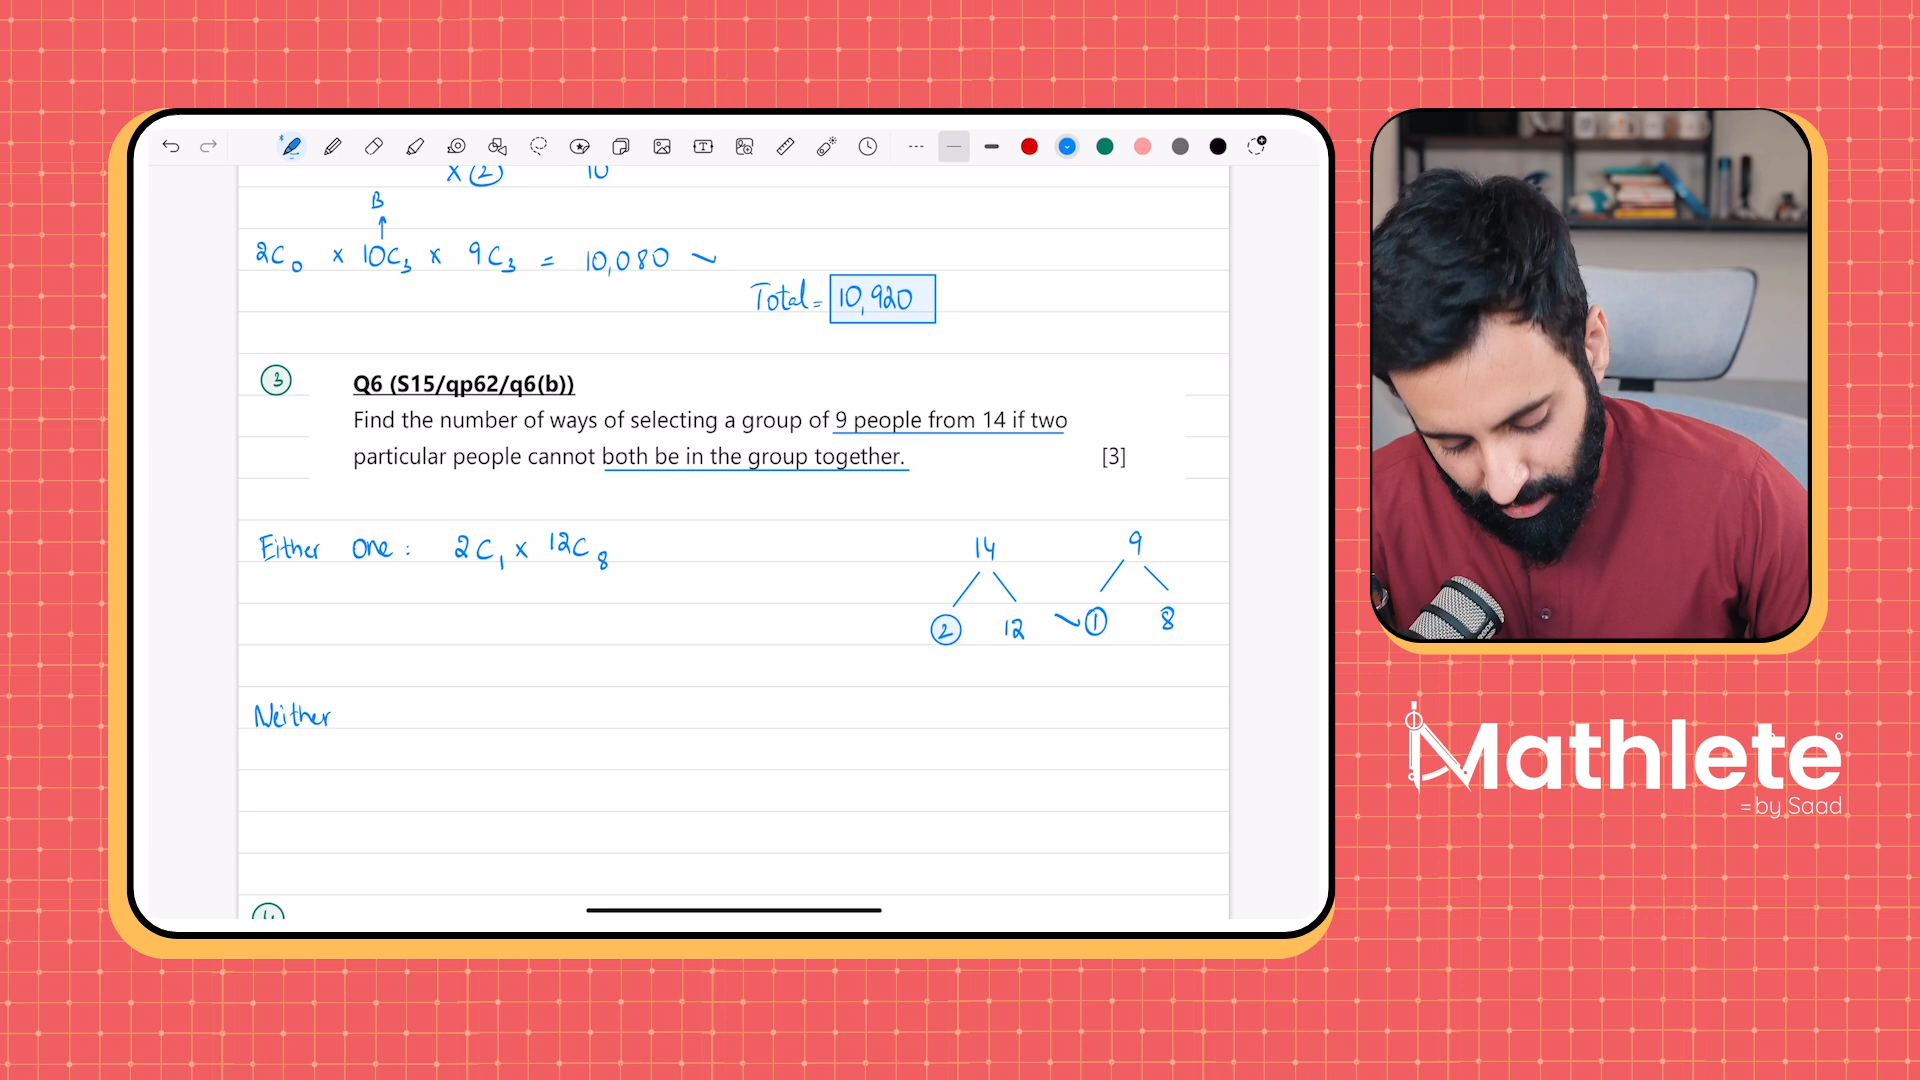 x 2 10
B
2C0 x 10C3 x 9C3 = 10,080
Total = 10,920
3 Q6 (S15/qp62/q6(b))
Find the number of ways of selecting a group of 9 people from 14 if two
particular people cannot both be in the group together. [3]
Either One: 2C1 x 12C8
14 9
2 12 1 8
Neither
Mathlete
= by Saad